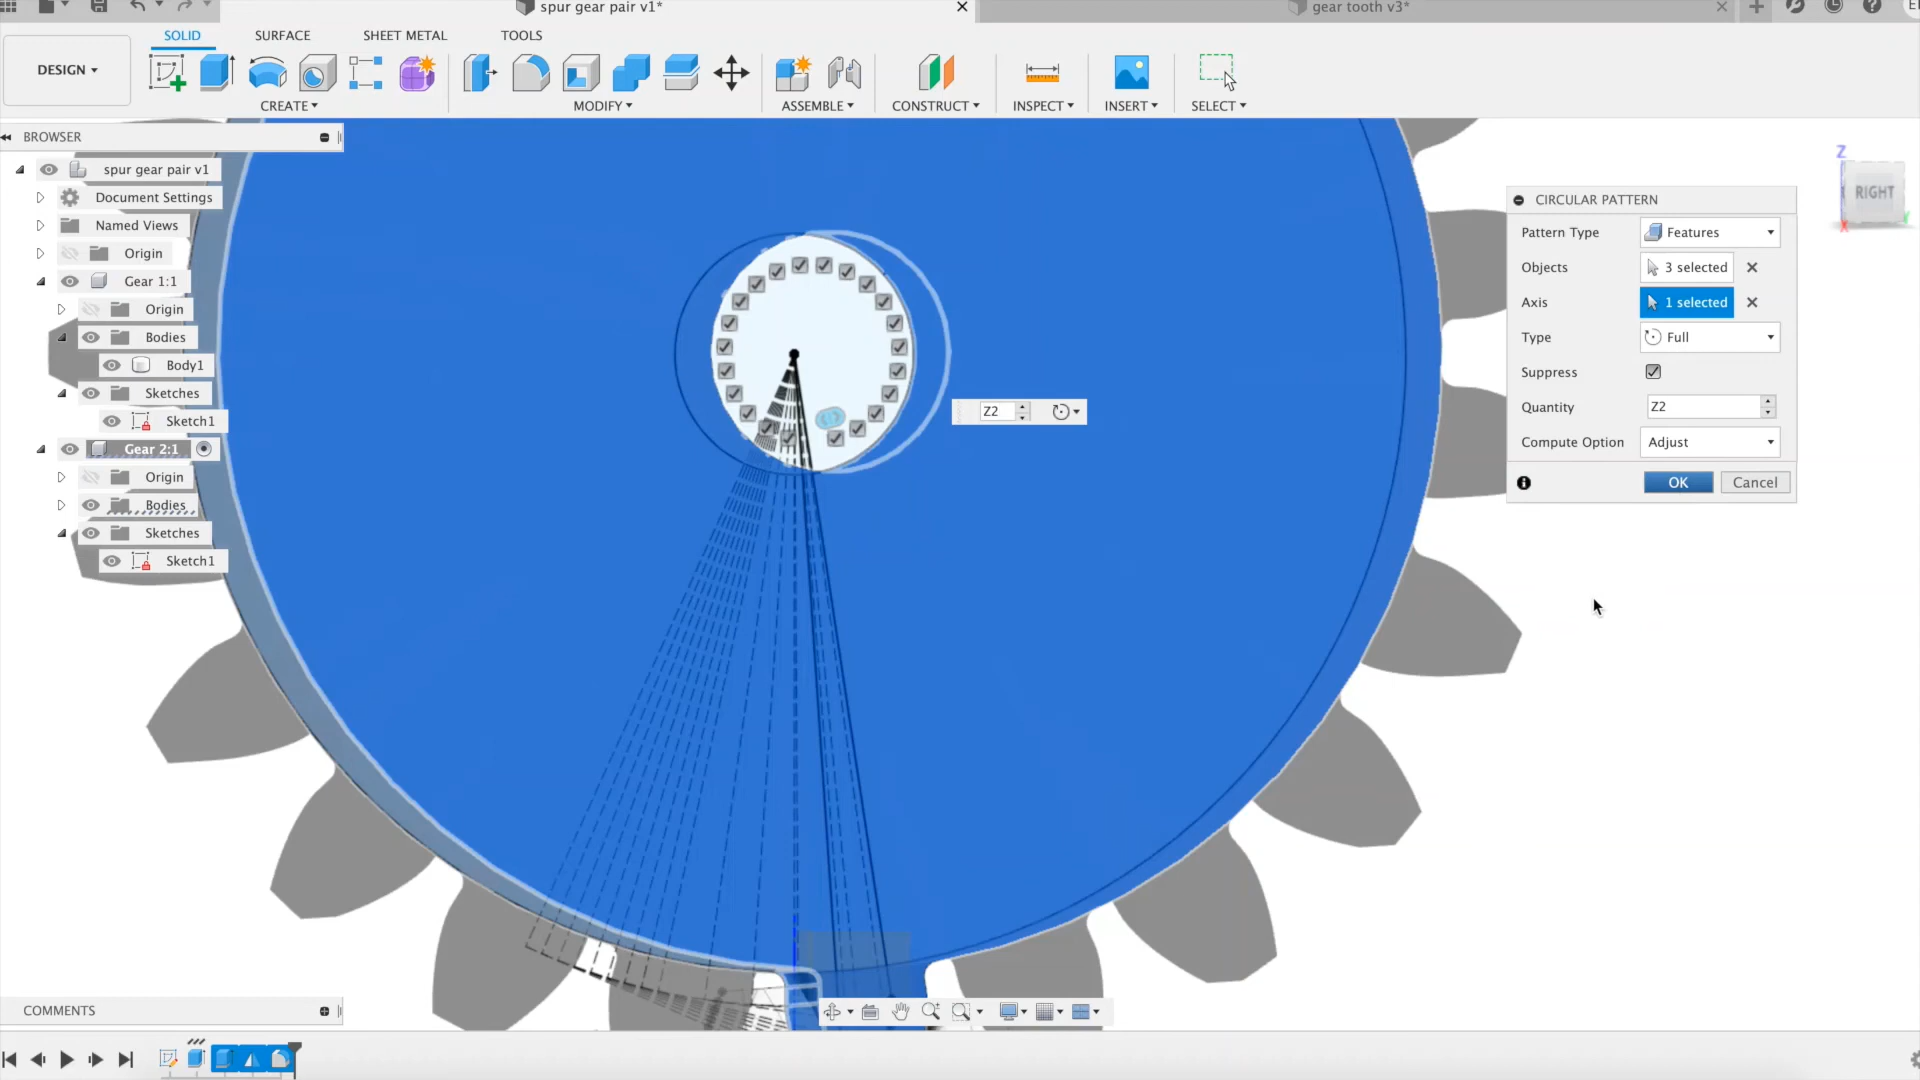 spur gear pair v1*
gear tooth v3*
SOLID
SURFACE
SHEET METAL
TOOLS
DESIGN
CREATE
MODIFY
ASSEMBLE
CONSTRUCT
INSPECT
INSERT
SELECT
BROWSER
spur gear pair v1
Document Settings
Named Views
Origin
Gear 1:1
Origin
Bodies
Body1
Sketches
Sketch1
Gear 2:1
Origin
Bodies
Sketches
Sketch1
Z2
Z
RIGHT
X
CIRCULAR PATTERN
Pattern Type Features
Objects 3 selected
Axis 1 selected
Type Full
Suppress
Quantity Z2
Compute Option Adjust
OK Cancel
COMMENTS